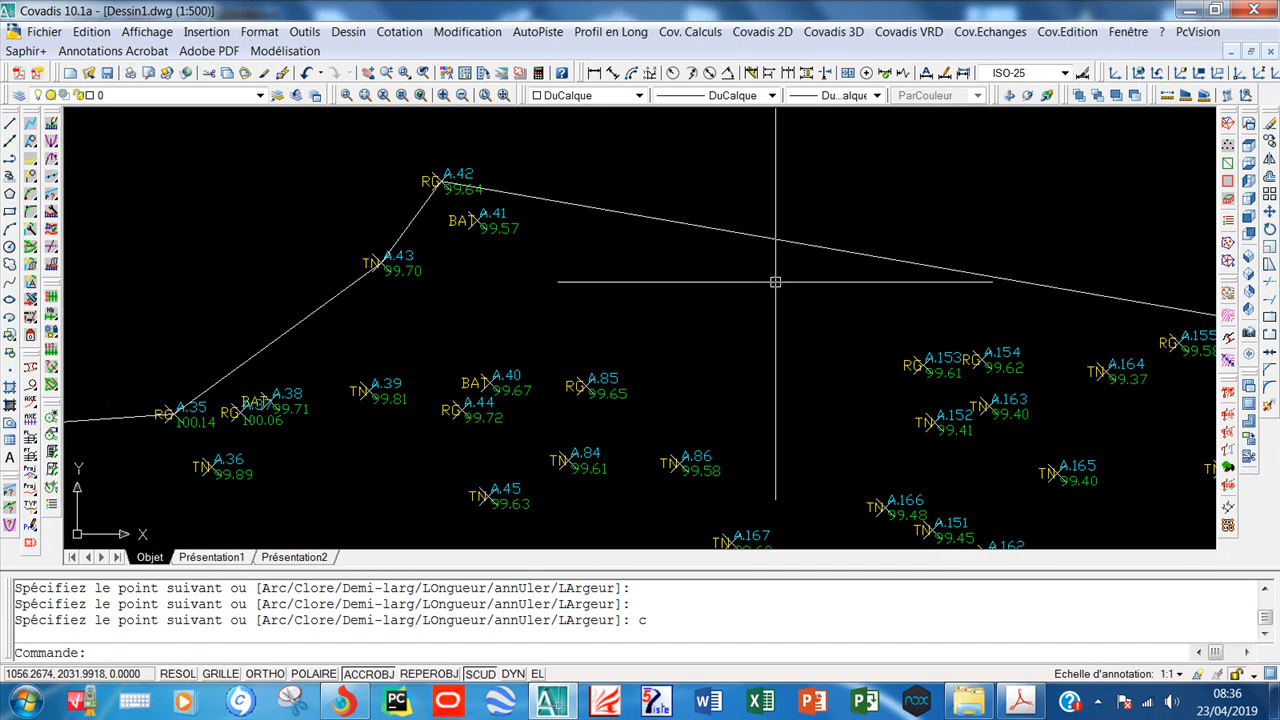 Covadis 10.1a - [Dessin1.dwg (1:500)]
Fichier Edition Affichage Insertion Format Outils Dessin Cotation Modification AutoPiste Profil en Long Cov. Calculs Covadis 2D Covadis 3D Covadis VRD Cov.Echanges Cov.Edition Fenêtre ? PcVision
Saphir+ Annotations Acrobat Adobe PDF Modélisation
ISO-25
0 DuCalque DuCalque Du...alque ParCouleur
A.42
RG
99.64
A.41
BAT
99.57
A.43
TN
99.70
A.155
RG
99.58
A.153
RG
99.61
A.154
RG
99.62
A.164
TN
99.37
A.40
BAT
99.67
A.85
RG
99.65
A.39
TN
99.81
A.38
BAT
99.71
A.44
RG
99.72
A.163
TN
99.40
A.35
RG
100.14
RG
100.06
A.152
TN
99.41
A.84
TN
99.61
A.86
TN
99.58
A.36
TN
99.89
A.165
TN
99.40
A.45
TN
99.63
A.166
TN
99.48
A.151
TN
99.45
A.167
TN
A.162
Y
X
Objet Présentation1 Présentation2
Spécifiez le point suivant ou [Arc/Clore/Demi-larg/LOngueur/annUler/LArgeur]:
Spécifiez le point suivant ou [Arc/Clore/Demi-larg/LOngueur/annUler/LArgeur]:
Spécifiez le point suivant ou [Arc/Clore/Demi-larg/LOngueur/annUler/LArgeur]: c
Commande:
1056.2674, 2031.9918, 0.0000 RESOL GRILLE ORTHO POLAIRE ACCROBJ REPEROBJ SCUD DYN EL Echelle d'annotation: 1:1
08:36
23/04/2019